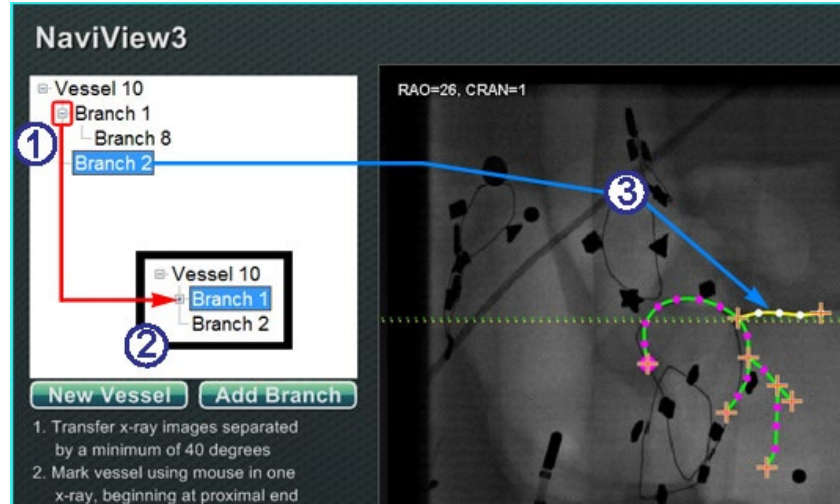 NaviView3
Vessel 10
Branch 1
Branch 8
Branch 2
1
Vessel 10
Branch 1
Branch 2
2
New Vessel
Add Branch
1. Transfer x-ray images separated
by a minimum of 40 degrees
2. Mark vessel using mouse in one
x-ray, beginning at proximal end
RAO=26, CRAN=1
3